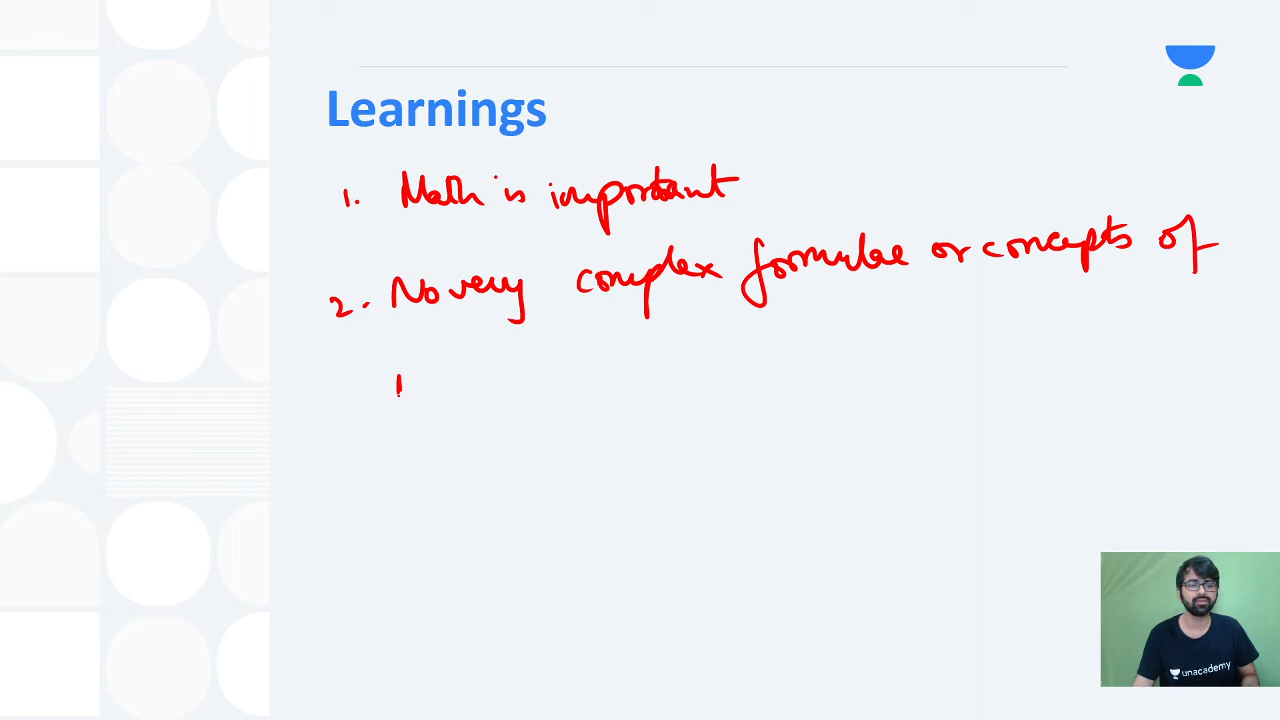 Learnings
1. Math is important
2. No very complex formulae or concepts of
unacademy